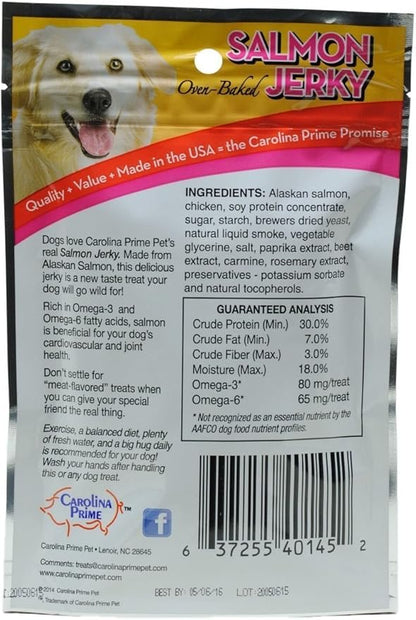 SALMON
Oven-Baked JERKY
Quality + Value + Made in the USA = the Carolina Prime Promise
Dogs love Carolina Prime Pet's
real Salmon Jerky. Made from
Alaskan Salmon, this delicious
jerky is a new taste treat your
dog will go wild for!
Rich in Omega-3 and
Omega-6 fatty acids, salmon
is beneficial for your dog's
cardiovascular and joint
health.
Don't settle for
"meat-flavored" treats when
you can give your special
friend the real thing.
Exercise, a balanced diet, plenty
of fresh water, and a big hug daily
is recommended for your dog!
Wash your hands after handling
this or any dog treat.
CAROLINA
PRIME™
f
Carolina Prime Pet • Lenoir, NC 28645
Comments: treats@carolinaprimepet.com
www.carolinaprimepet.com
©2014 Carolina Prime Pet
Trademark of Carolina Prime Pet
20050615
INGREDIENTS: Alaskan salmon,
chicken, soy protein concentrate,
sugar, starch, brewers dried yeast,
natural liquid smoke, vegetable
glycerine, salt, paprika extract, beet
extract, carmine, rosemary extract,
preservatives - potassium sorbate
and natural tocopherols.
GUARANTEED ANALYSIS
Crude Protein (Min.) 30.0%
Crude Fat (Min.) 7.0%
Crude Fiber (Max.) 3.0%
Moisture (Max.) 18.0%
Omega-3* 80 mg/treat
Omega-6* 65 mg/treat
* Not recognized as an essential nutrient by the
AAFCO dog food nutrient profiles.
6 37255 40145 2
BEST BY: 05/06/16 LOT: 20050615